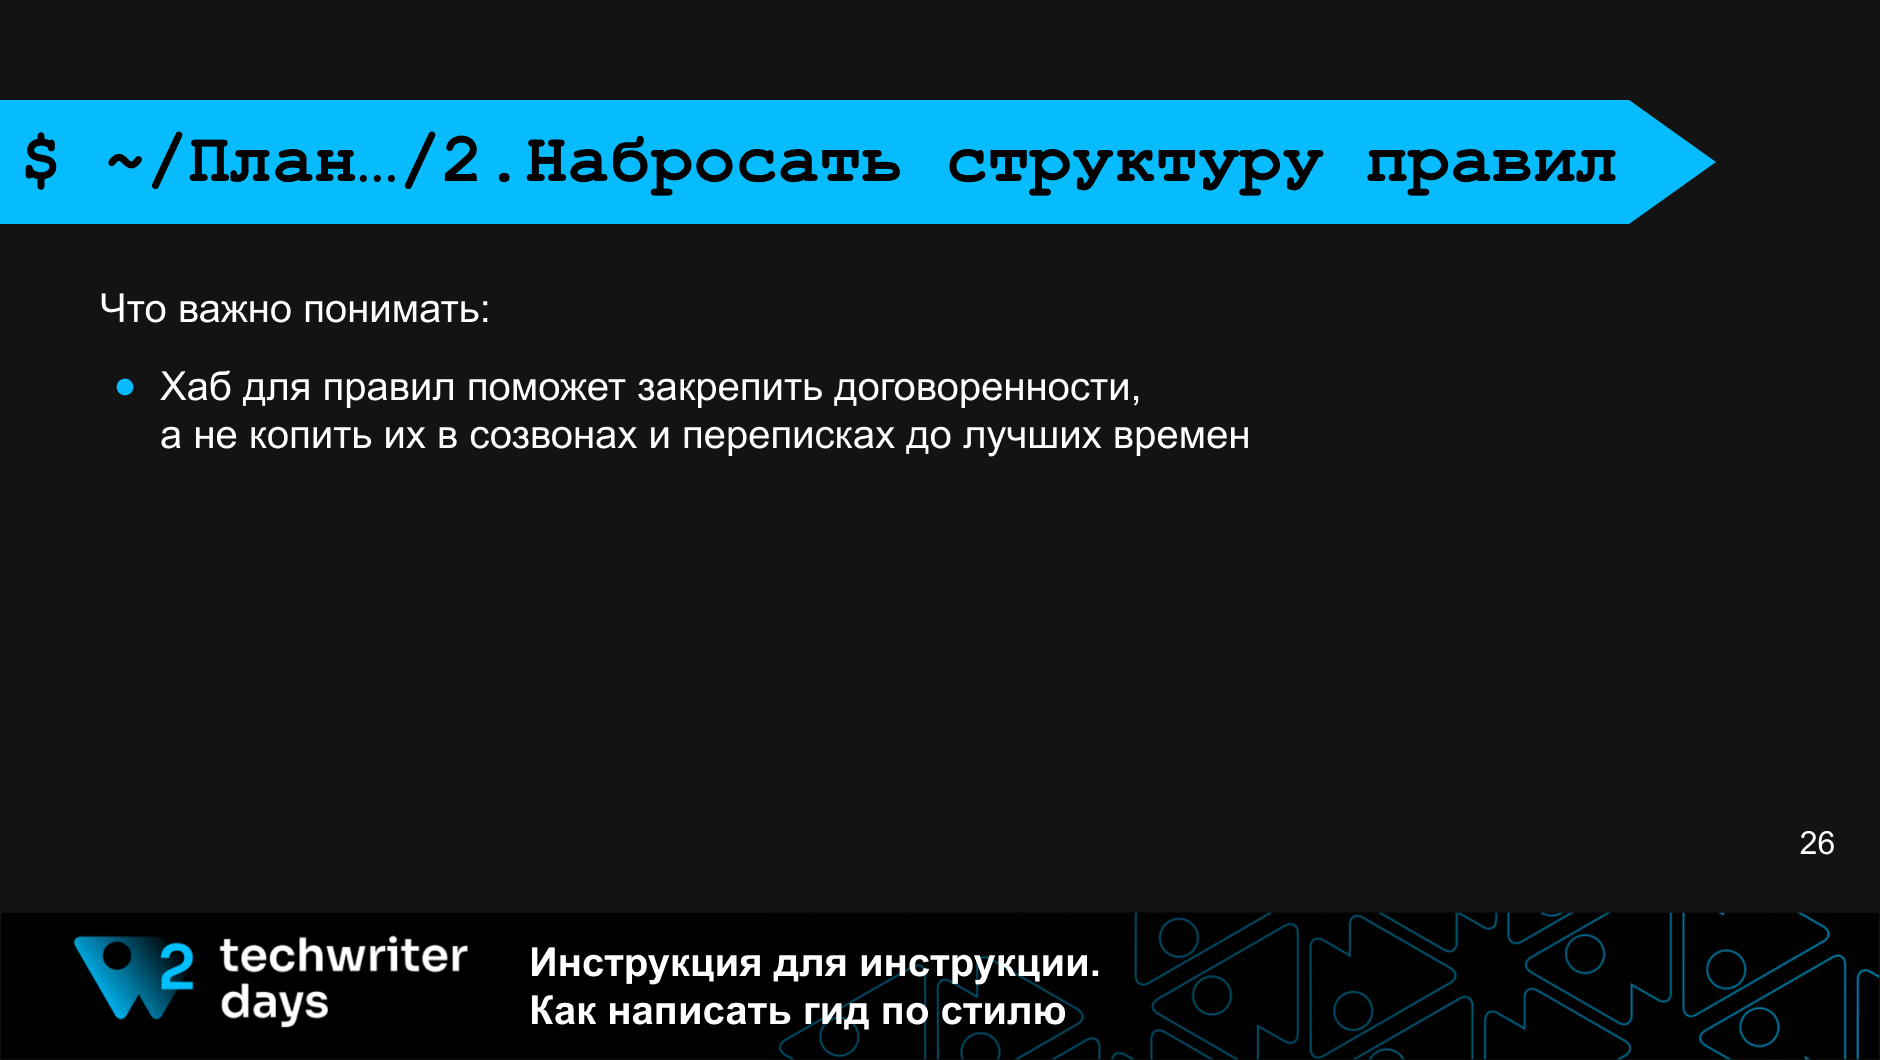 $ ~/План…/2.Набросать структуру правил
Что важно понимать:
● Хаб для правил поможет закрепить договоренности,
а не копить их в созвонах и переписках до лучших времен
26
2 techwriter
days
Инструкция для инструкции.
Как написать гид по стилю